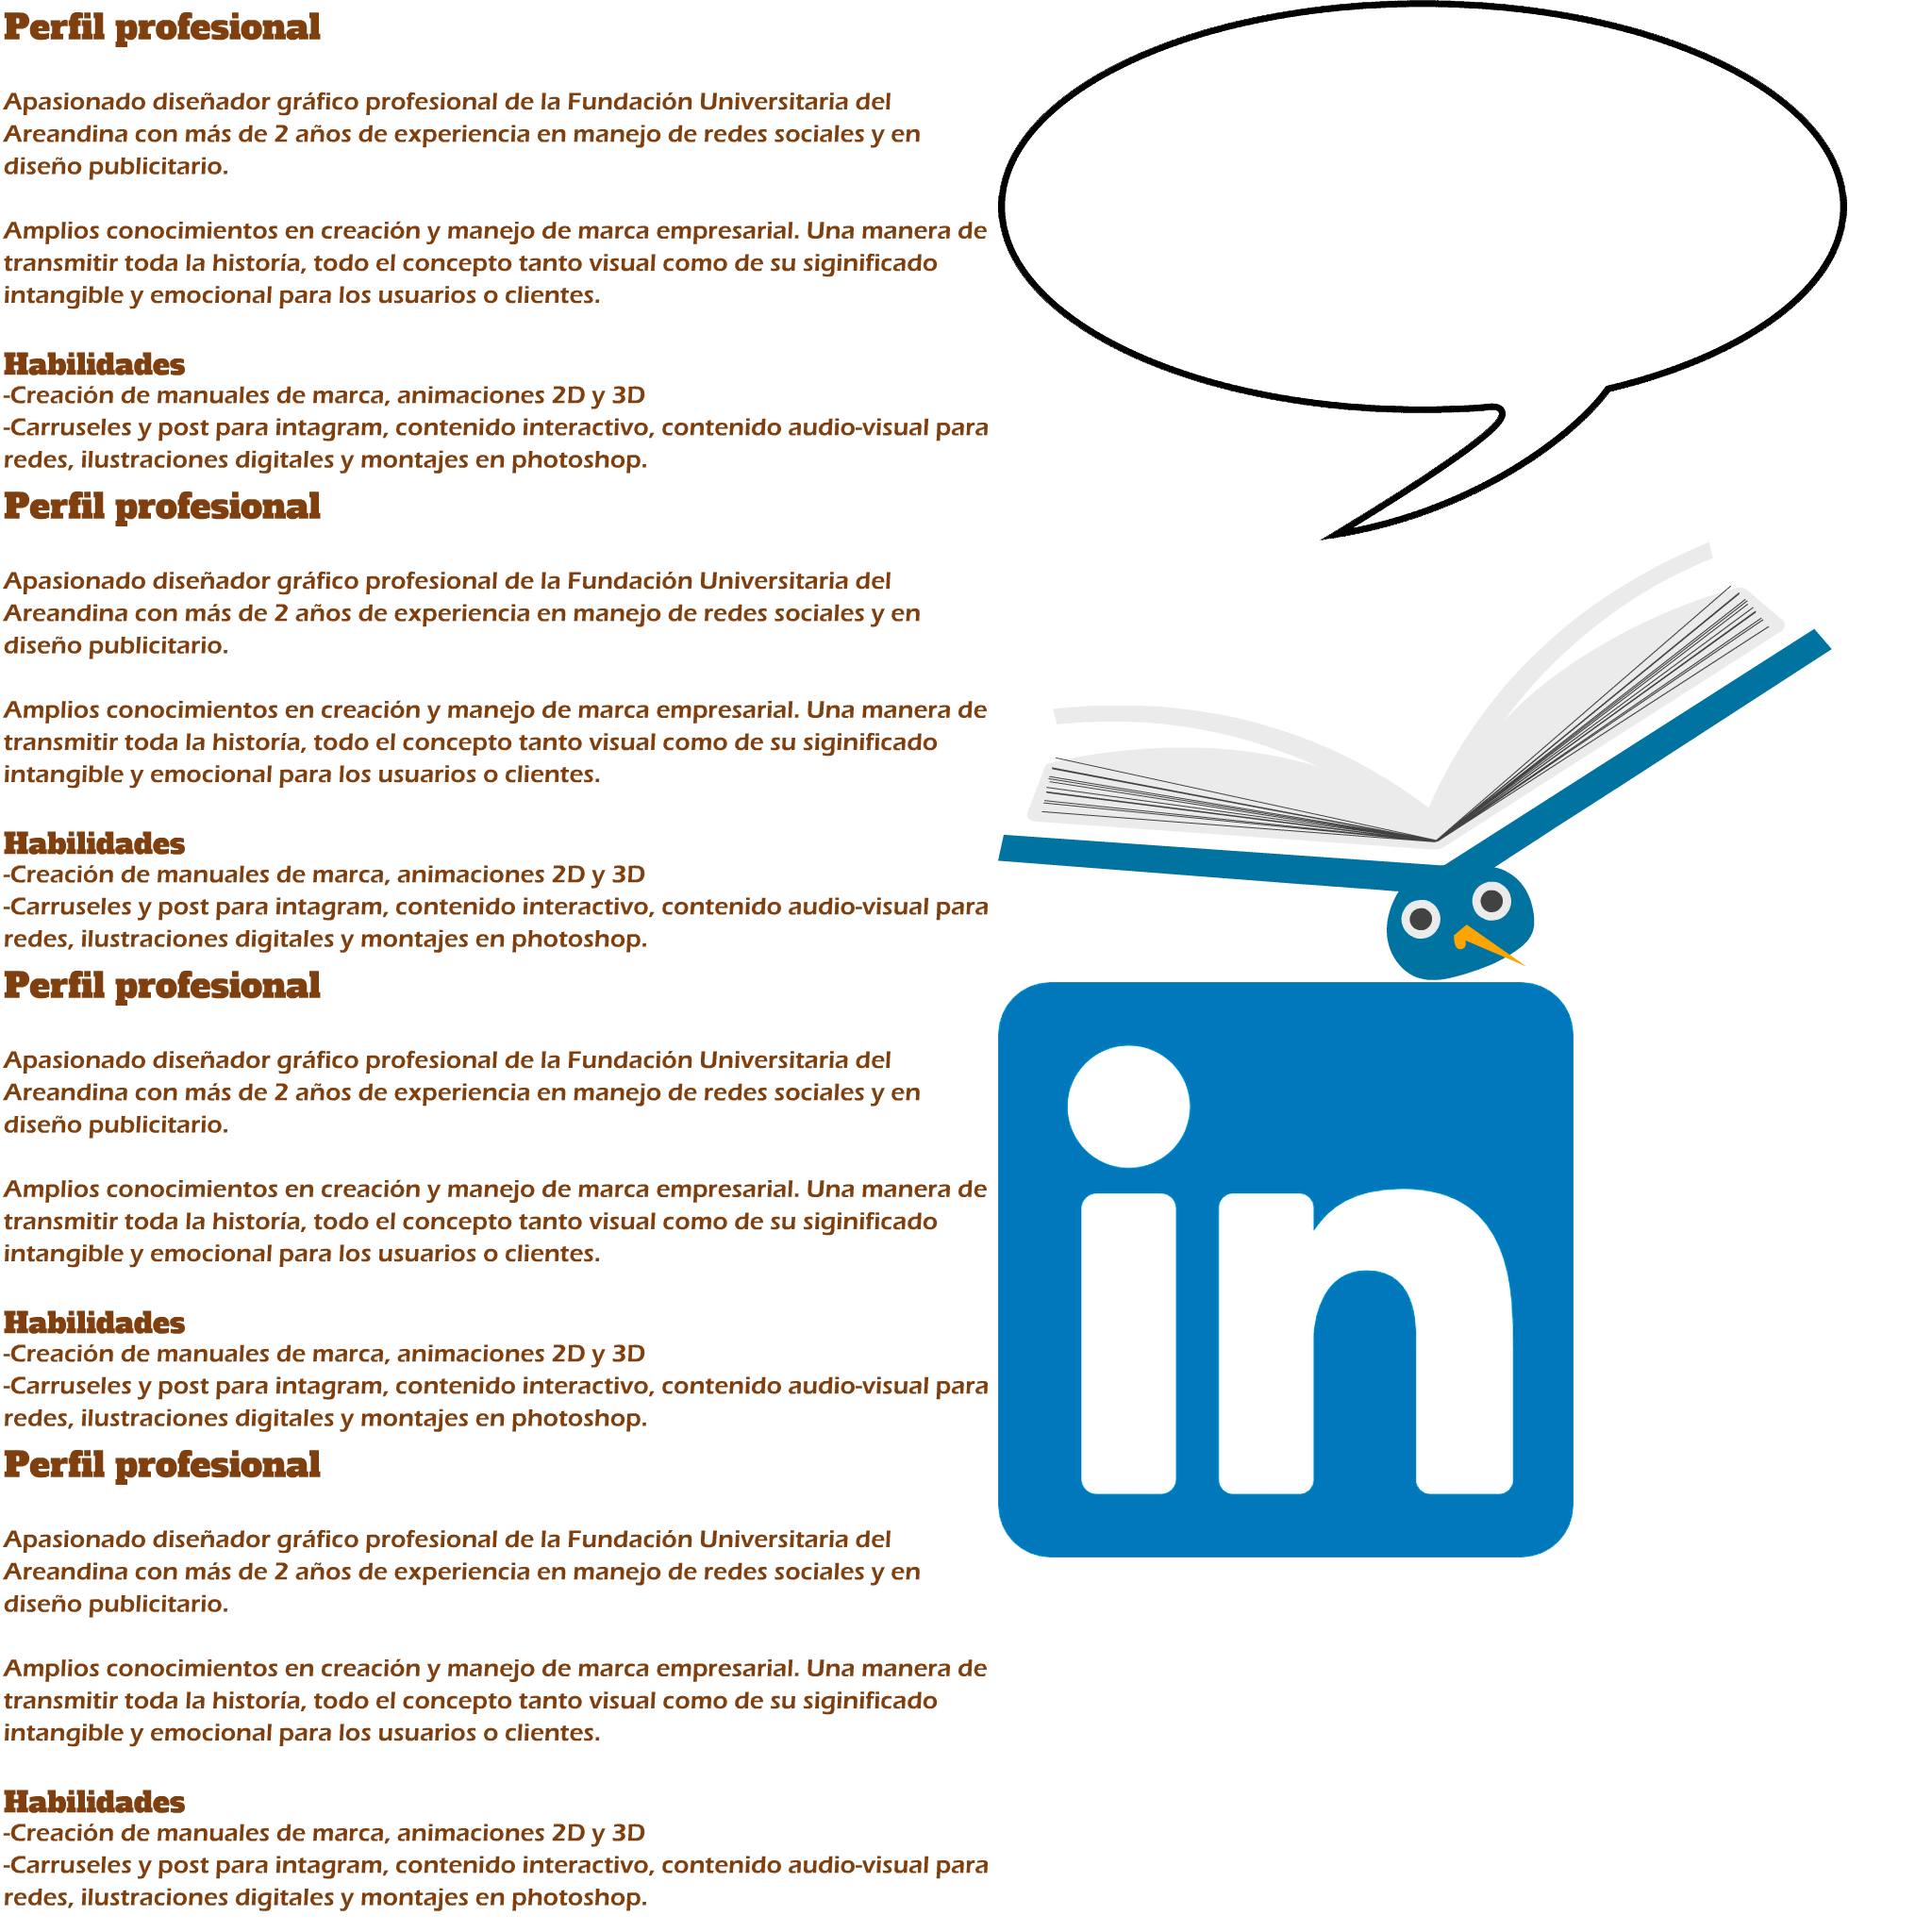 Perfil profesional
Apasionado diseñador gráfico profesional de la Fundación Universitaria del
Areandina con más de 2 años de experiencia en manejo de redes sociales y en
diseño publicitario.
Amplios conocimientos en creación y manejo de marca empresarial. Una manera de
transmitir toda la historía, todo el concepto tanto visual como de su siginificado
intangible y emocional para los usuarios o clientes.
Habilidades
-Creación de manuales de marca, animaciones 2D y 3D
-Carruseles y post para intagram, contenido interactivo, contenido audio-visual para
redes, ilustraciones digitales y montajes en photoshop.
Perfil profesional
Apasionado diseñador gráfico profesional de la Fundación Universitaria del
Areandina con más de 2 años de experiencia en manejo de redes sociales y en
diseño publicitario.
Amplios conocimientos en creación y manejo de marca empresarial. Una manera de
transmitir toda la historía, todo el concepto tanto visual como de su siginificado
intangible y emocional para los usuarios o clientes.
Habilidades
-Creación de manuales de marca, animaciones 2D y 3D
-Carruseles y post para intagram, contenido interactivo, contenido audio-visual para
redes, ilustraciones digitales y montajes en photoshop.
Perfil profesional
Apasionado diseñador gráfico profesional de la Fundación Universitaria del
Areandina con más de 2 años de experiencia en manejo de redes sociales y en
diseño publicitario.
Amplios conocimientos en creación y manejo de marca empresarial. Una manera de
transmitir toda la historía, todo el concepto tanto visual como de su siginificado
intangible y emocional para los usuarios o clientes.
Habilidades
-Creación de manuales de marca, animaciones 2D y 3D
-Carruseles y post para intagram, contenido interactivo, contenido audio-visual para
redes, ilustraciones digitales y montajes en photoshop.
Perfil profesional
Apasionado diseñador gráfico profesional de la Fundación Universitaria del
Areandina con más de 2 años de experiencia en manejo de redes sociales y en
diseño publicitario.
Amplios conocimientos en creación y manejo de marca empresarial. Una manera de
transmitir toda la historía, todo el concepto tanto visual como de su siginificado
intangible y emocional para los usuarios o clientes.
Habilidades
-Creación de manuales de marca, animaciones 2D y 3D
-Carruseles y post para intagram, contenido interactivo, contenido audio-visual para
redes, ilustraciones digitales y montajes en photoshop.
in